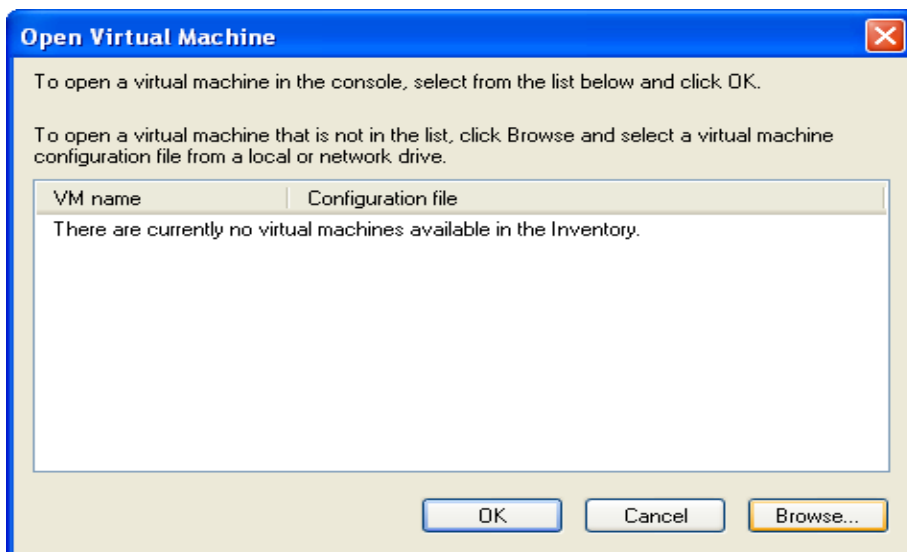 Open Virtual Machine
To open a virtual machine in the console, select from the list below and click OK.
To open a virtual machine that is not in the list, click Browse and select a virtual machine
configuration file from a local or network drive.
VM name Configuration file
There are currently no virtual machines available in the Inventory.
OK Cancel Browse...